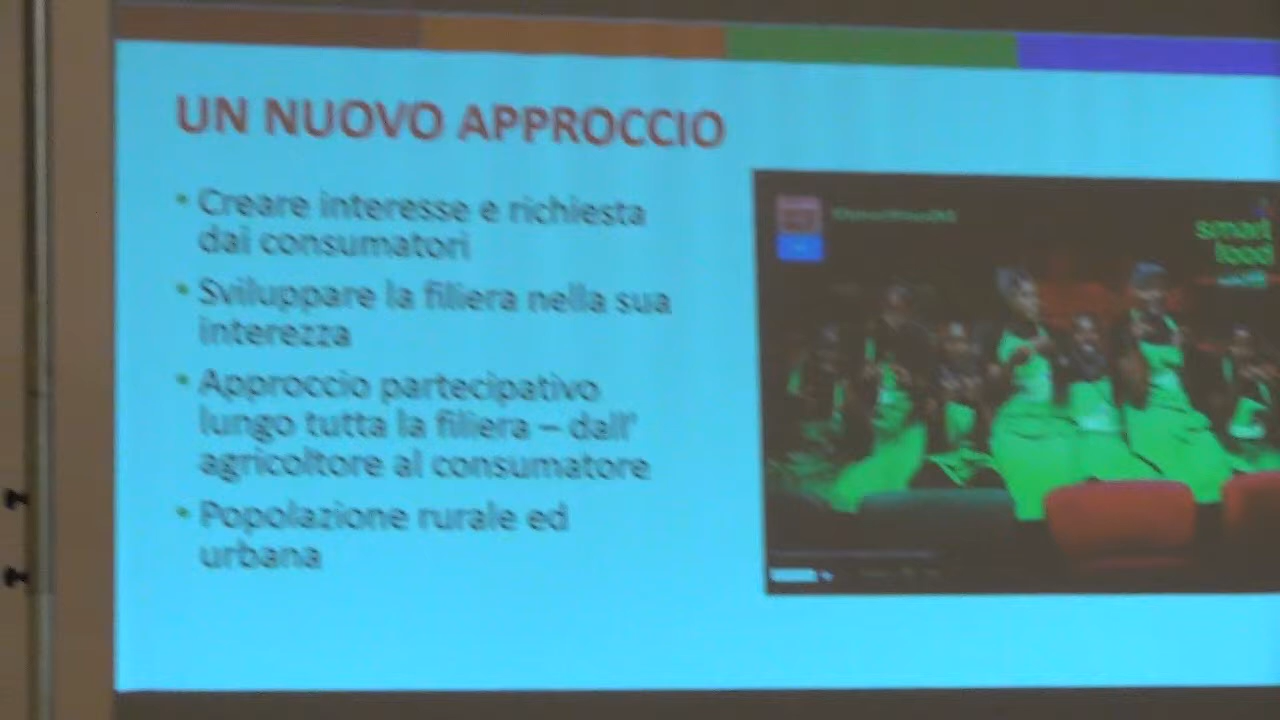 UN NUOVO APPROCCIO
• Creare interesse e richiesta
dai consumatori
• Sviluppare la filiera nella sua
interezza
• Approccio partecipativo
lungo tutta la filiera – dall'
agricoltore al consumatore
• Popolazione rurale ed
urbana
smart
food